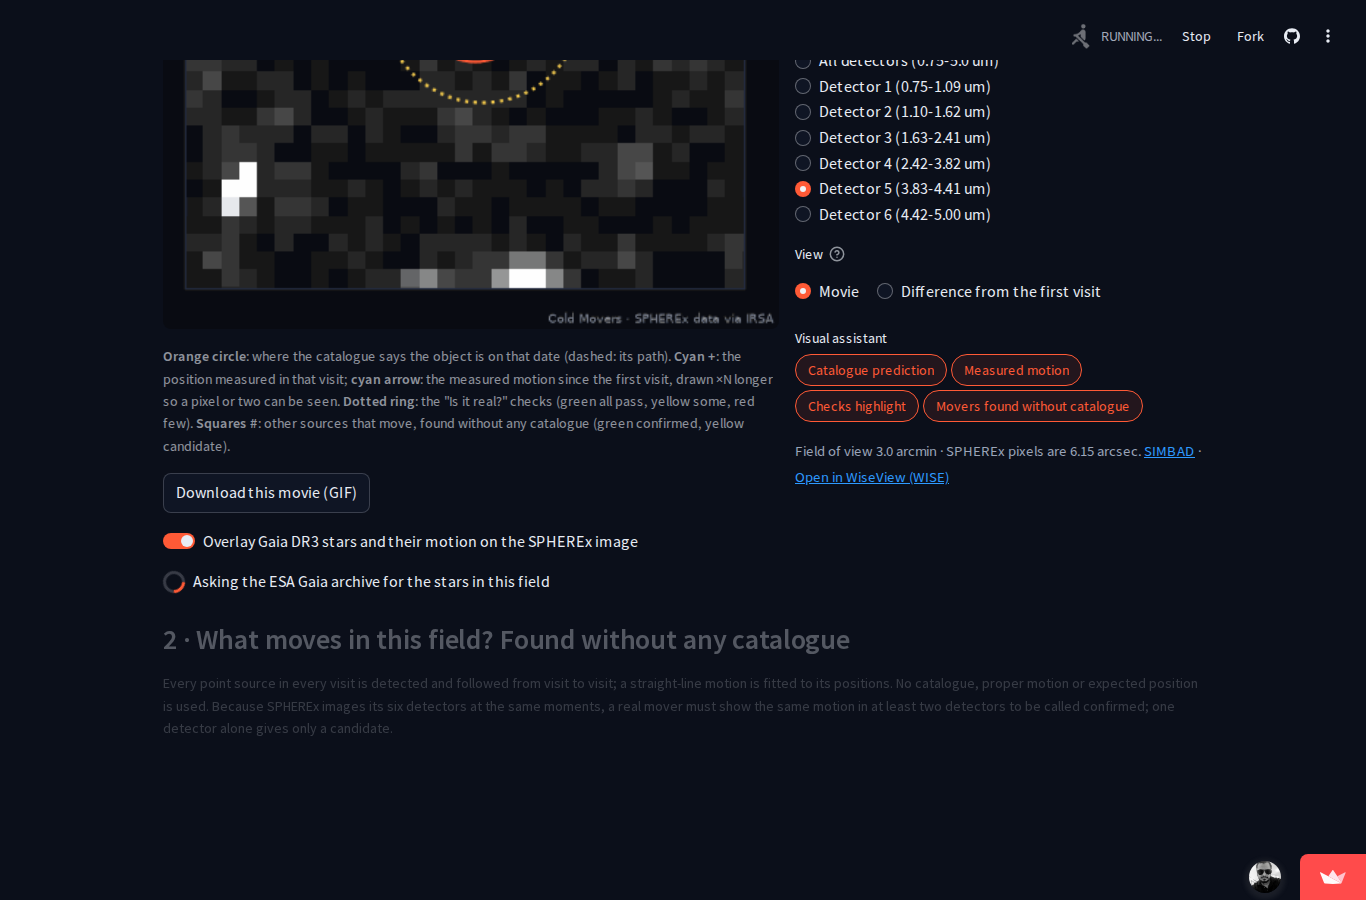 RUNNING...
Stop
Fork
All detectors (0.75-5.0 um)
Detector 1 (0.75-1.09 um)
Detector 2 (1.10-1.62 um)
Detector 3 (1.63-2.41 um)
Detector 4 (2.42-3.82 um)
Detector 5 (3.83-4.41 um)
Detector 6 (4.42-5.00 um)
View
Movie
Difference from the first visit
Visual assistant
Catalogue prediction
Measured motion
Checks highlight
Movers found without catalogue
Field of view 3.0 arcmin · SPHEREx pixels are 6.15 arcsec. SIMBAD ·
Open in WiseView (WISE)
Cold Movers · SPHEREx data via IRSA
Orange circle: where the catalogue says the object is on that date (dashed: its path). Cyan +: the
position measured in that visit; cyan arrow: the measured motion since the first visit, drawn ×N longer
so a pixel or two can be seen. Dotted ring: the "Is it real?" checks (green all pass, yellow some, red
few). Squares #: other sources that move, found without any catalogue (green confirmed, yellow
candidate).
Download this movie (GIF)
Overlay Gaia DR3 stars and their motion on the SPHEREx image
Asking the ESA Gaia archive for the stars in this field
2 · What moves in this field? Found without any catalogue
Every point source in every visit is detected and followed from visit to visit; a straight-line motion is fitted to its positions. No catalogue, proper motion or expected position
is used. Because SPHEREx images its six detectors at the same moments, a real mover must show the same motion in at least two detectors to be called confirmed; one
detector alone gives only a candidate.